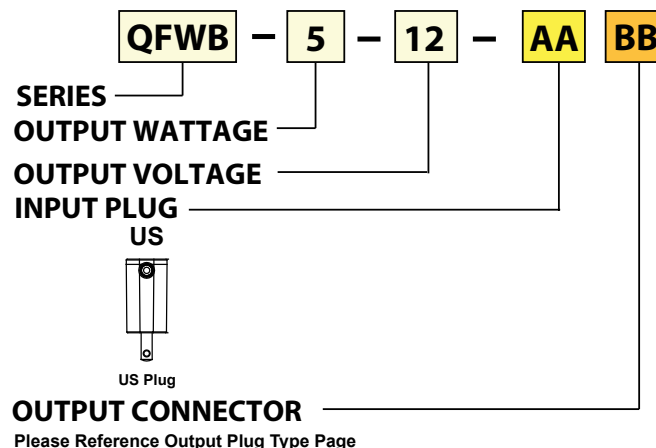 QFWB - 5 - 12 - AA BB
SERIES
OUTPUT WATTAGE
OUTPUT VOLTAGE
INPUT PLUG
US
US Plug
OUTPUT CONNECTOR
Please Reference Output Plug Type Page